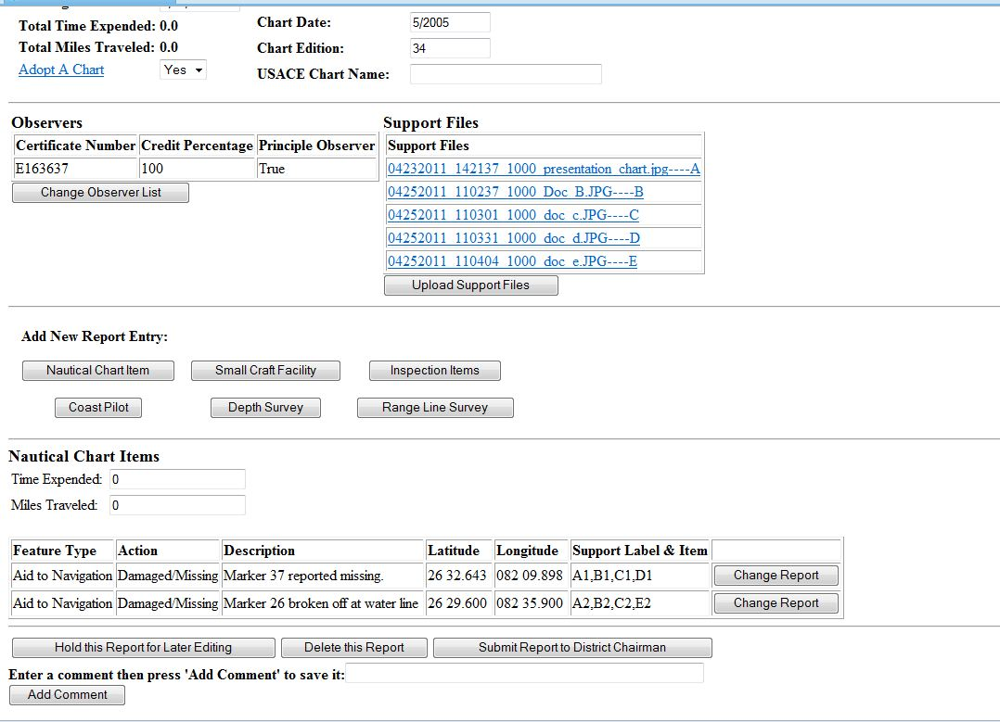 Total Time Expended: 0.0
Total Miles Traveled: 0.0
Adopt A Chart Yes
Chart Date: 5/2005
Chart Edition: 34
USACE Chart Name:
Observers
Certificate Number Credit Percentage Principle Observer
E163637 100 True
Change Observer List
Support Files
Support Files
04232011_142137_1000_presentation_chart.jpg----A
04252011_110237_1000_Doc_B.JPG----B
04252011_110301_1000_doc_c.JPG----C
04252011_110331_1000_doc_d.JPG----D
04252011_110404_1000_doc_e.JPG----E
Upload Support Files
Add New Report Entry:
Nautical Chart Item Small Craft Facility Inspection Items
Coast Pilot Depth Survey Range Line Survey
Nautical Chart Items
Time Expended: 0
Miles Traveled: 0
Feature Type Action Description Latitude Longitude Support Label & Item
Aid to Navigation Damaged/Missing Marker 37 reported missing. 26 32.643 082 09.898 A1,B1,C1,D1 Change Report
Aid to Navigation Damaged/Missing Marker 26 broken off at water line 26 29.600 082 35.900 A2,B2,C2,E2 Change Report
Hold this Report for Later Editing Delete this Report Submit Report to District Chairman
Enter a comment then press 'Add Comment' to save it:
Add Comment